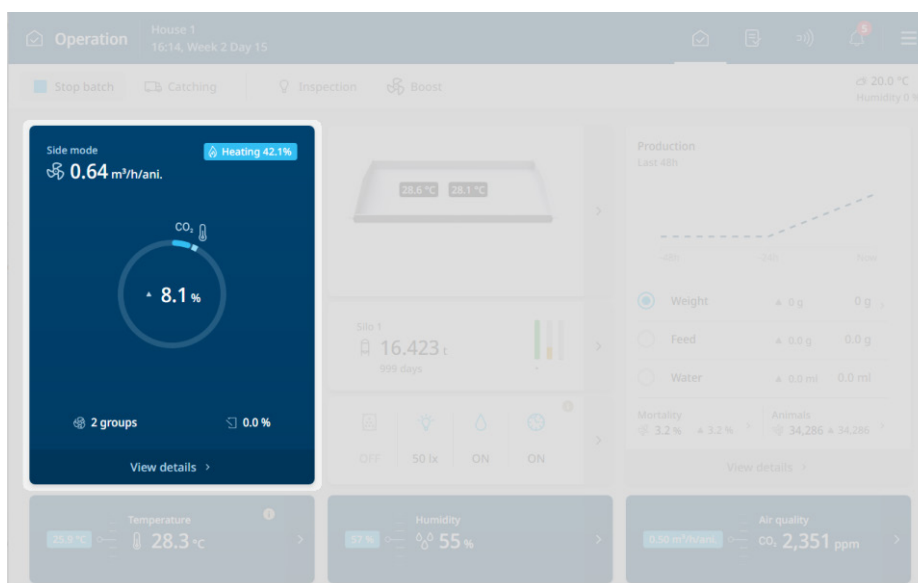 Operation
House 1
16:14, Week 2 Day 15
5
Stop batch
Catching
Inspection
Boost
20.0 °C
Humidity 0 %
Side mode
0.64 m³/h/ani.
Heating 42.1%
CO₂
8.1 %
2 groups
0.0 %
View details
28.6 °C 28.1 °C
Silo 1
16.423 t
999 days
OFF
50 lx
ON
ON
Production
Last 48h
-48h
24h
Now
Weight 0 g 0 g
Feed 0.0 g 0.0 g
Water 0.0 ml 0.0 ml
Mortality
3.2 % 3.2 %
Animals
34,286 34,286
View details
Temperature
25.9 °C
28.3 °C
Humidity
57 %
55 %
Air quality
0.50 m³/h/ani.
CO₂ 2,351 ppm